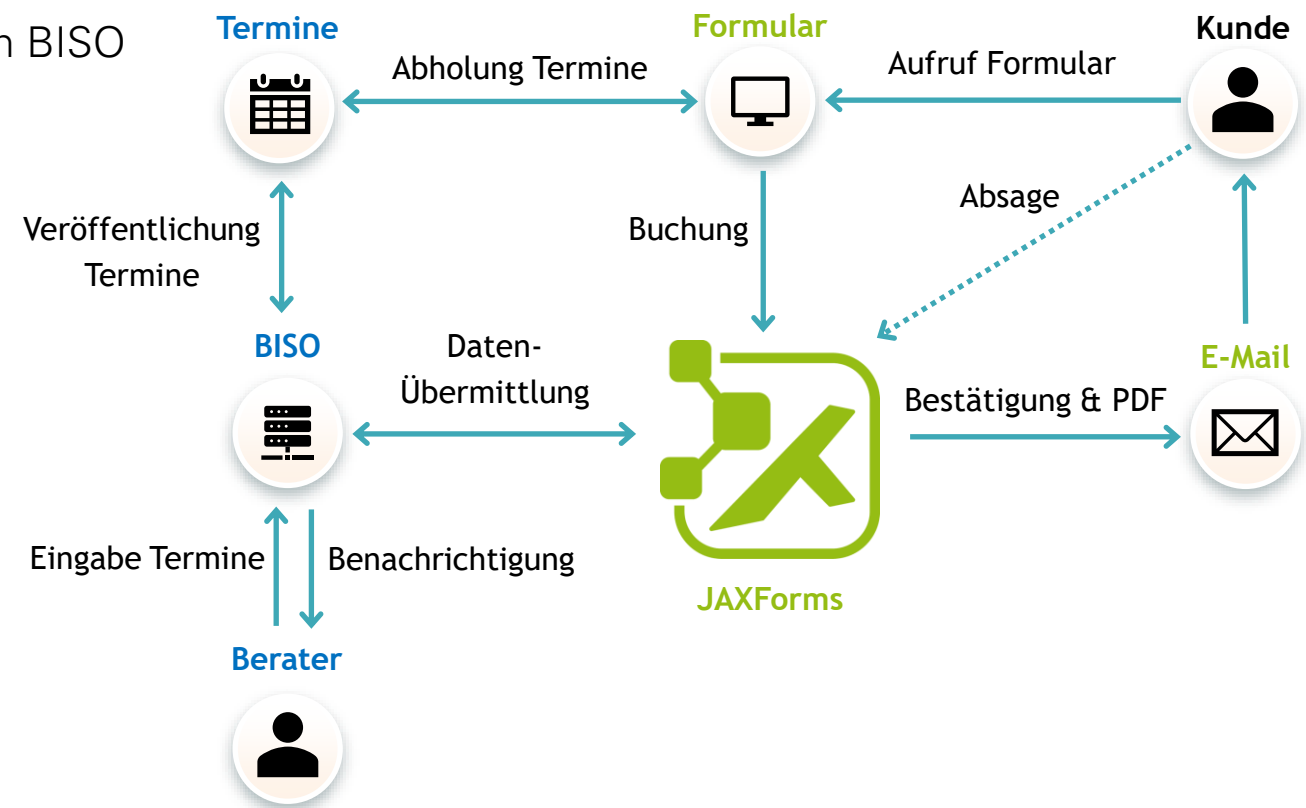 n BISO
Termine
Formular
Kunde
Abholung Termine
Aufruf Formular
Veröffentlichung
Termine
Buchung
Absage
BISO
Daten-
Übermittlung
E-Mail
Bestätigung & PDF
Eingabe Termine
Benachrichtigung
JAXForms
Berater